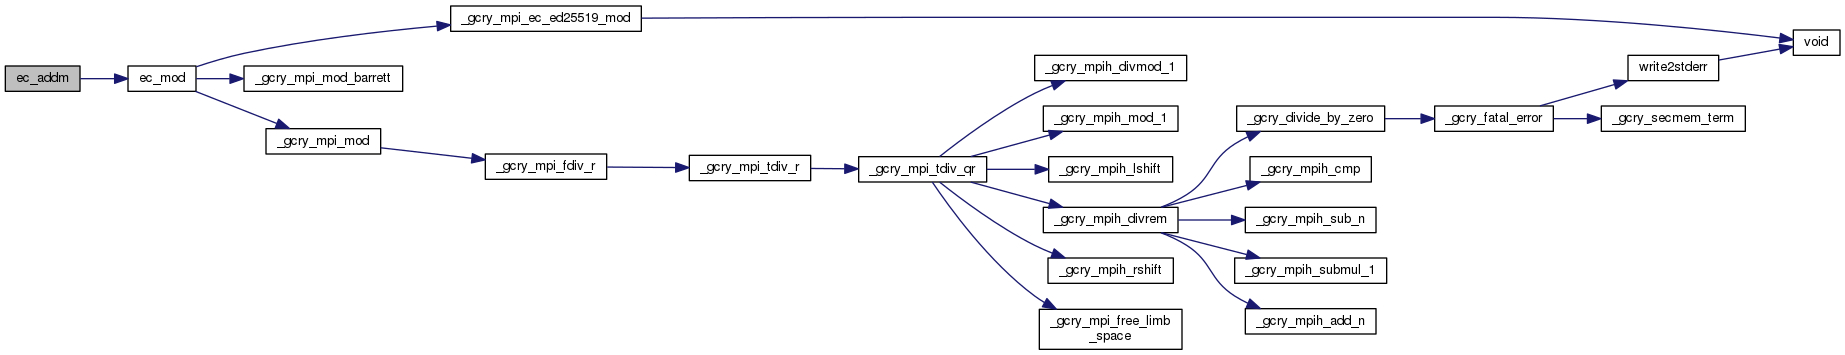 ec_addm
ec_mod
_gcry_mpi_ec_ed25519_mod
_gcry_mpi_mod_barrett
_gcry_mpi_mod
_gcry_mpi_fdiv_r
_gcry_mpi_tdiv_r
_gcry_mpi_tdiv_qr
_gcry_mpih_divmod_1
_gcry_mpih_mod_1
_gcry_mpih_lshift
_gcry_mpih_divrem
_gcry_mpih_rshift
_gcry_mpi_free_limb
_space
_gcry_divide_by_zero
_gcry_mpih_cmp
_gcry_mpih_sub_n
_gcry_mpih_submul_1
_gcry_mpih_add_n
_gcry_fatal_error
write2stderr
_gcry_secmem_term
void